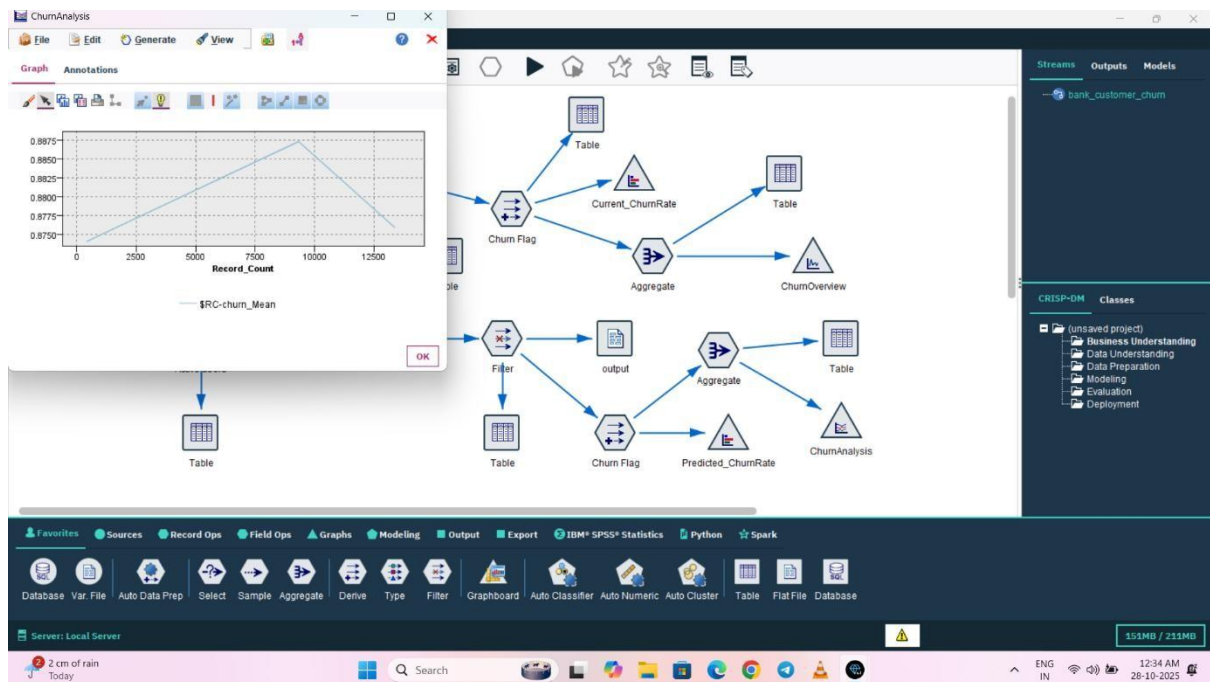 ChurnAnalysis
File Edit Generate View
Graph Annotations
0.8875
0.8850
0.8825
0.8800
0.8775
0.8750
0 2500 5000 7500 10000 12500
Record_Count
$RC-churn_Mean
OK
Table
Current_ChurnRate
Table
Churn Flag
Aggregate
ChurnOverview
Filter
output
Aggregate
Table
Table
Table
Churn Flag
Predicted_ChurnRate
ChurnAnalysis
Streams Outputs Models
bank_customer_churn
CRISP-DM Classes
(unsaved project)
Business Understanding
Data Understanding
Data Preparation
Modeling
Evaluation
Deployment
Favorites Sources Record Ops Field Ops Graphs Modeling Output Export IBM® SPSS® Statistics Python Spark
SQL SQL
Database Var. File Auto Data Prep Select Sample Aggregate Derive Type Filter Graphboard Auto Classifier Auto Numeric Auto Cluster Table Flat File Database
Server: Local Server
151MB / 211MB
2
2 cm of rain
Today
Search
ENG
IN
12:34 AM
28-10-2025